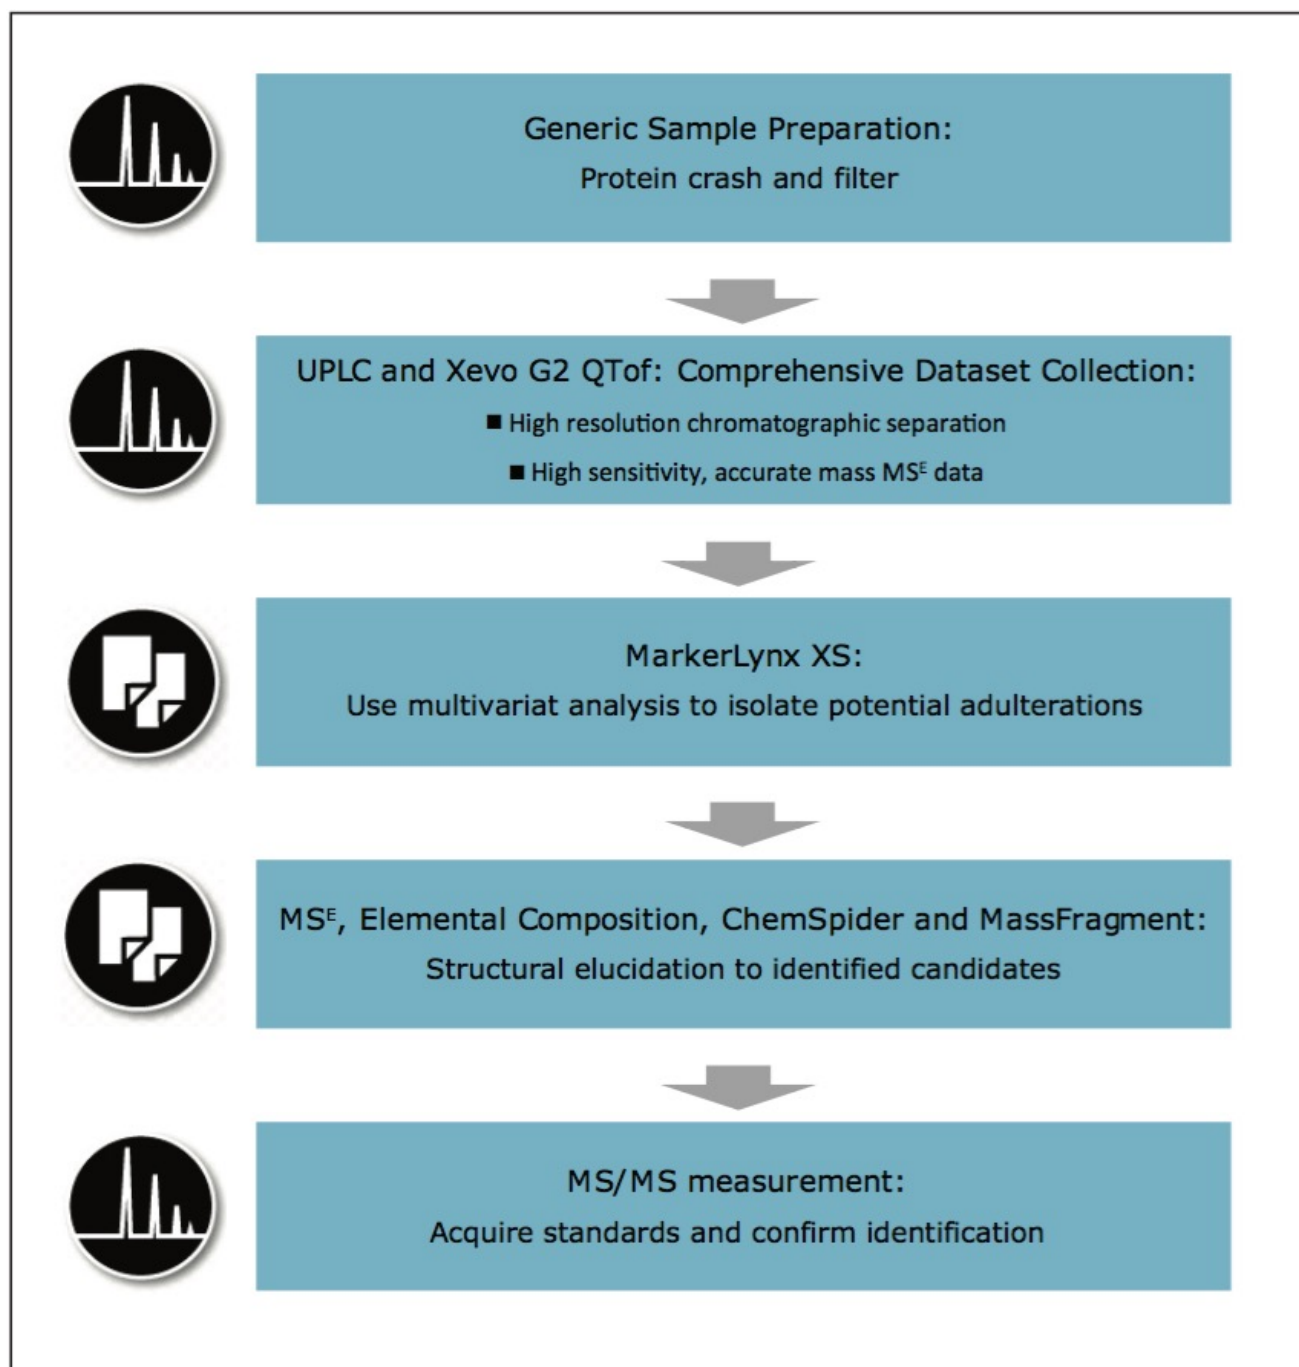 Generic Sample Preparation:
Protein crash and filter
UPLC and Xevo G2 QTof: Comprehensive Dataset Collection:
■ High resolution chromatographic separation
■ High sensitivity, accurate mass MSᴱ data
MarkerLynx XS:
Use multivariat analysis to isolate potential adulterations
MSᴱ, Elemental Composition, ChemSpider and MassFragment:
Structural elucidation to identified candidates
MS/MS measurement:
Acquire standards and confirm identification